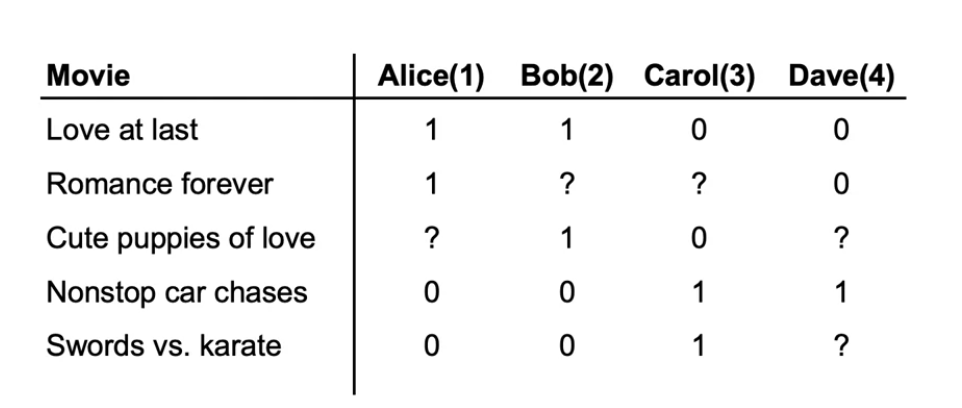 Movie Alice(1) Bob(2) Carol(3) Dave(4)
Love at last 1 1 0 0
Romance forever 1 ? ? 0
Cute puppies of love ? 1 0 ?
Nonstop car chases 0 0 1 1
Swords vs. karate 0 0 1 ?